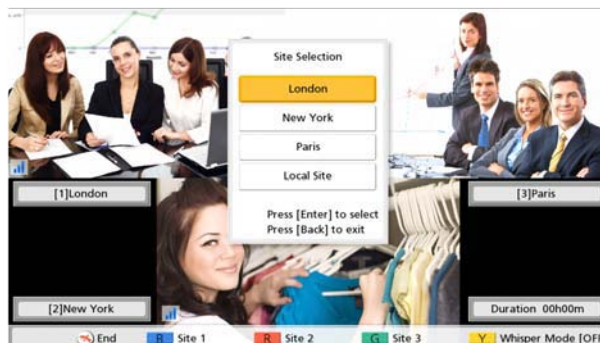 Site Selection
London
New York
Paris
Local Site
Press [Enter] to select
Press [Back] to exit
[1]London
[3]Paris
[2]New York
Duration 00h00m
End
B Site 1
R Site 2
G Site 3
Y Whisper Mode [OFF